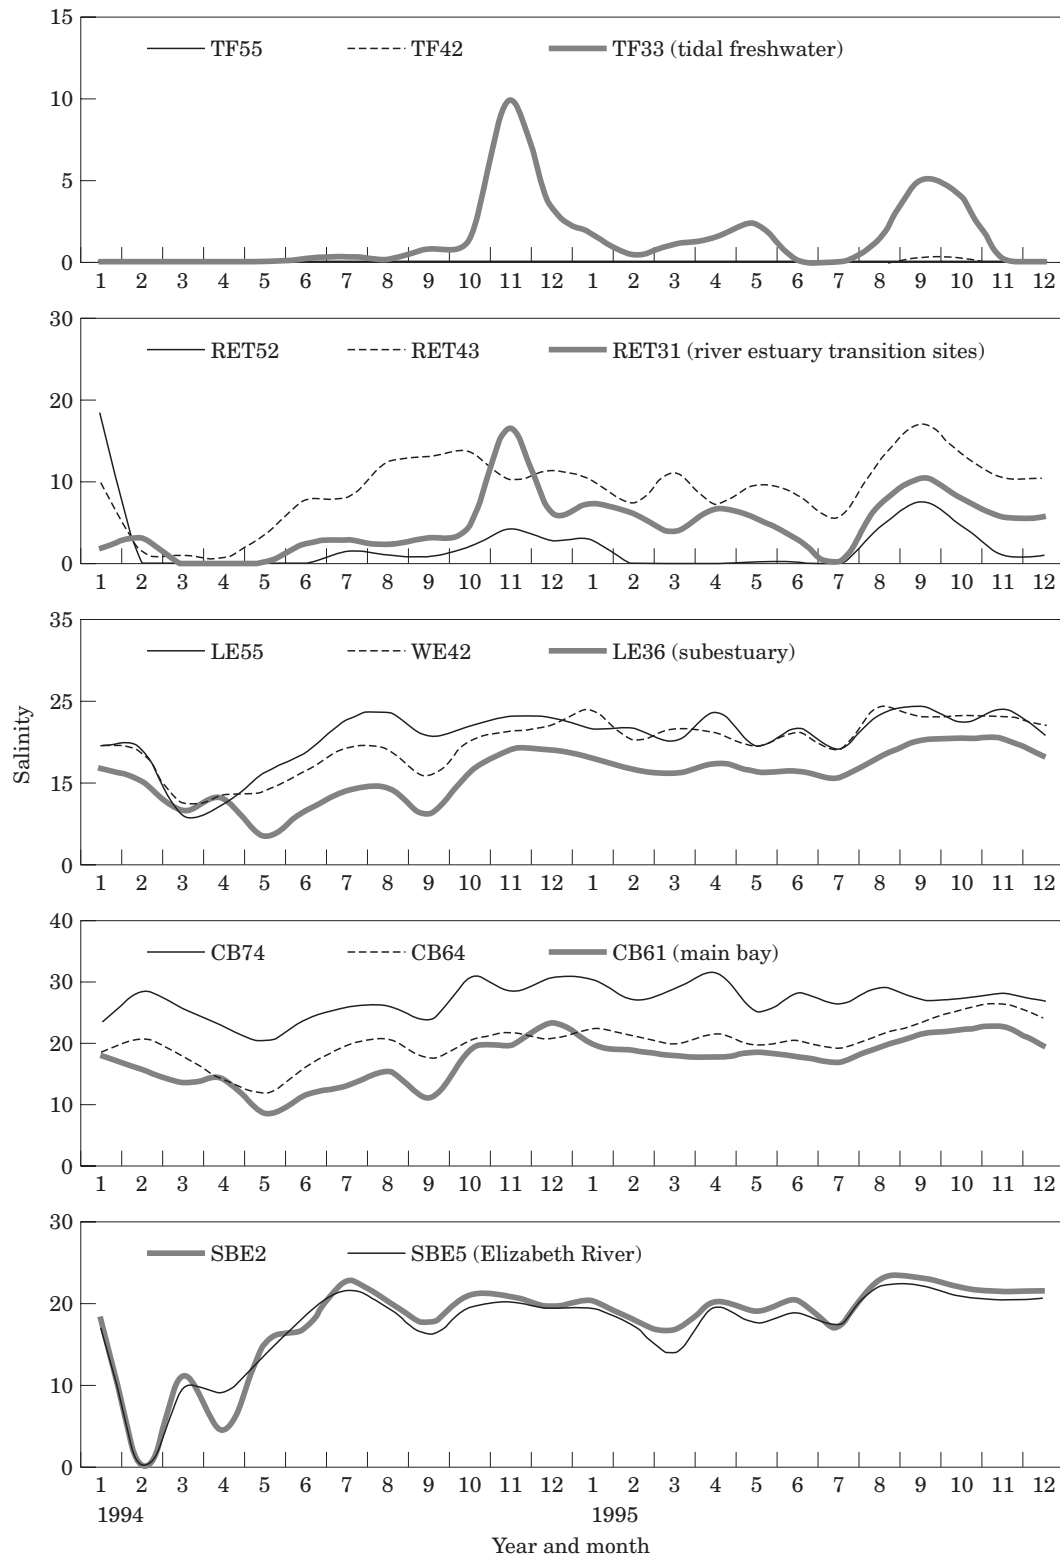 15
TF55 TF42 TF33 (tidal freshwater)
10
5
0
1 2 3 4 5 6 7 8 9 10 11 12 1 2 3 4 5 6 7 8 9 10 11 12
30
RET52 RET43 RET31 (river estuary transition sites)
20
10
0
1 2 3 4 5 6 7 8 9 10 11 12 1 2 3 4 5 6 7 8 9 10 11 12
35
LE55 WE42 LE36 (subestuary)
25
Salinity
15
0
1 2 3 4 5 6 7 8 9 10 11 12 1 2 3 4 5 6 7 8 9 10 11 12
40
CB74 CB64 CB61 (main bay)
30
20
10
0
1 2 3 4 5 6 7 8 9 10 11 12 1 2 3 4 5 6 7 8 9 10 11 12
30
SBE2 SBE5 (Elizabeth River)
20
10
0
1 2 3 4 5 6 7 8 9 10 11 12 1 2 3 4 5 6 7 8 9 10 11 12
1994 1995
Year and month